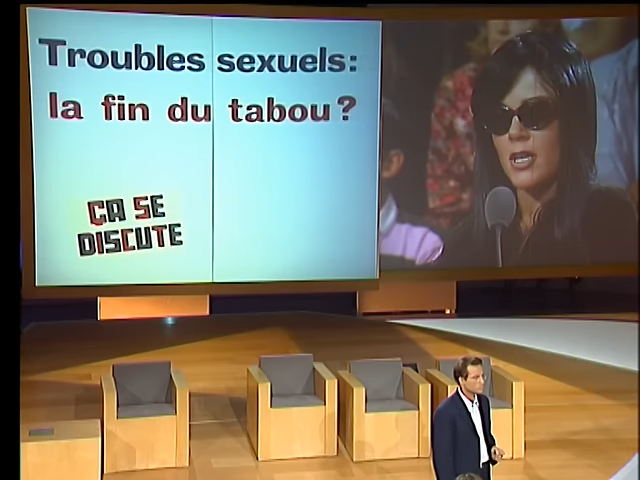 Troubles sexuels:
la fin du tabou?
ÇA SE
DISCUTE